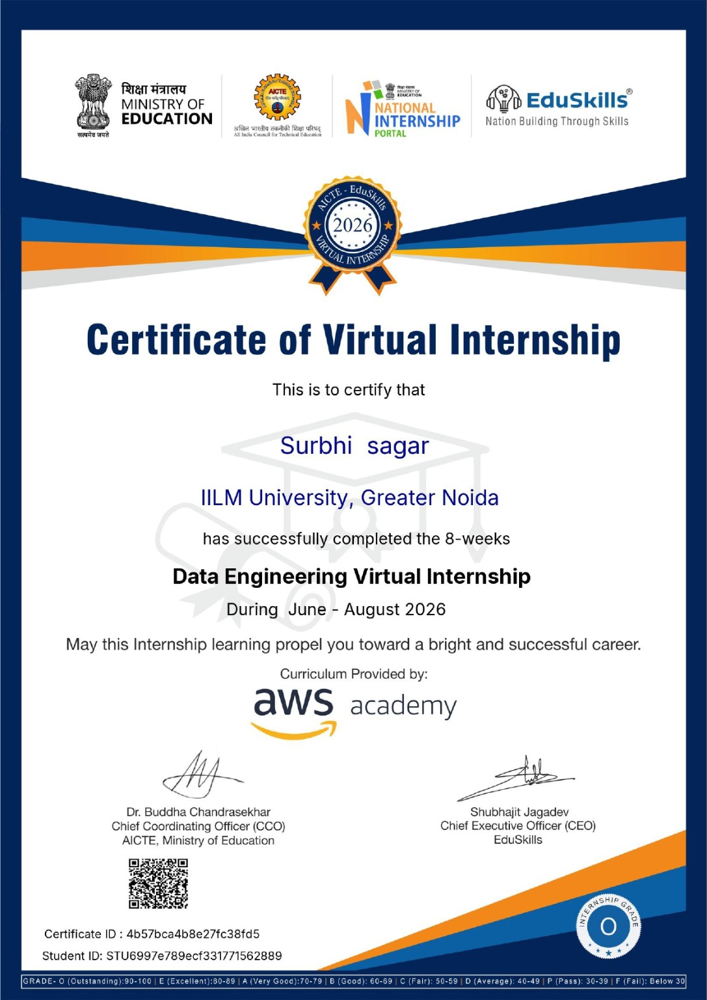 शिक्षा मंत्रालय
MINISTRY OF
EDUCATION
सत्यमेव जयते
AICTE
अखिल भारतीय तकनीकी शिक्षा परिषद्
All India Council for Technical Education
शिक्षा मंत्रालय
MINISTRY OF
EDUCATION
NATIONAL
INTERNSHIP
PORTAL
EduSkills®
Nation Building Through Skills
AICTE - EduSkills
2026
VIRTUAL INTERNSHIP
Certificate of Virtual Internship
This is to certify that
Surbhi sagar
IILM University, Greater Noida
has successfully completed the 8-weeks
Data Engineering Virtual Internship
During June - August 2026
May this Internship learning propel you toward a bright and successful career.
Curriculum Provided by:
aws academy
Dr. Buddha Chandrasekhar
Chief Coordinating Officer (CCO)
AICTE, Ministry of Education
Shubhajit Jagadev
Chief Executive Officer (CEO)
EduSkills
INTERNSHIP GRADE
O
Certificate ID : 4b57bca4b8e27fc38fd5
Student ID: STU6997e789ecf331771562889
GRADE- O (Outstanding):90-100 | E (Excellent):80-89 | A (Very Good):70-79 | B (Good): 60-69 | C (Fair): 50-59 | D (Average): 40-49 | P (Pass): 30-39 | F (Fail): Below 30